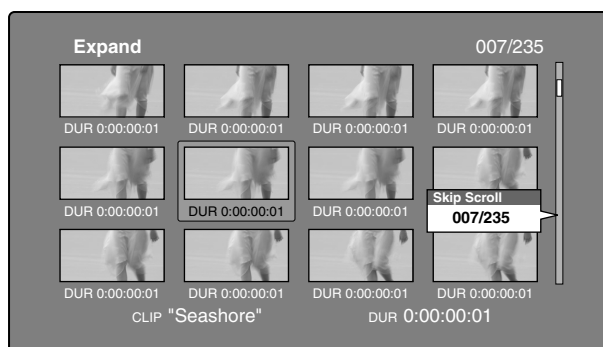 Expand 007/235
DUR 0:00:00:01 DUR 0:00:00:01 DUR 0:00:00:01 DUR 0:00:00:01
DUR 0:00:00:01 DUR 0:00:00:01 DUR 0:00:00:01
Skip Scroll
007/235
DUR 0:00:00:01 DUR 0:00:00:01 DUR 0:00:00:01 DUR 0:00:00:01
CLIP "Seashore" DUR 0:00:00:01